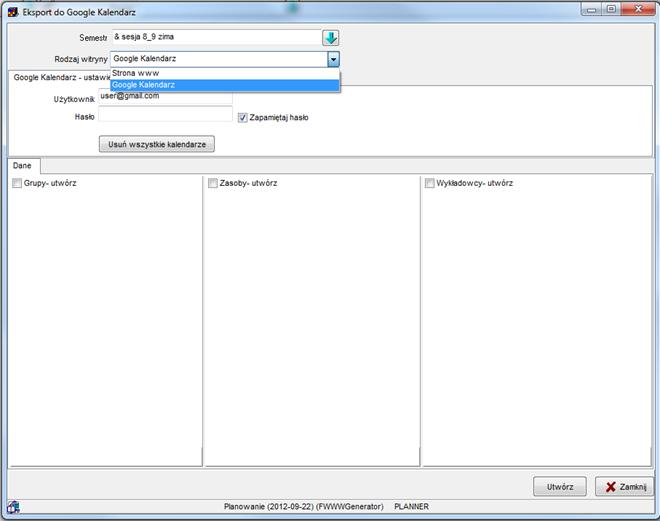 Eksport do Google Kalendarz
Semestr & sesja 8_9 zima
Rodzaj witryny Google Kalendarz
Strona www
Google Kalendarz
Google Kalendarz - ustawie
Użytkownik user@gmail.com
Hasło Zapamiętaj hasło
Usuń wszystkie kalendarze
Dane
Grupy- utwórz Zasoby- utwórz Wykładowcy- utwórz
Utwórz Zamknij
Planowanie (2012-09-22) (FWWWGenerator) PLANNER